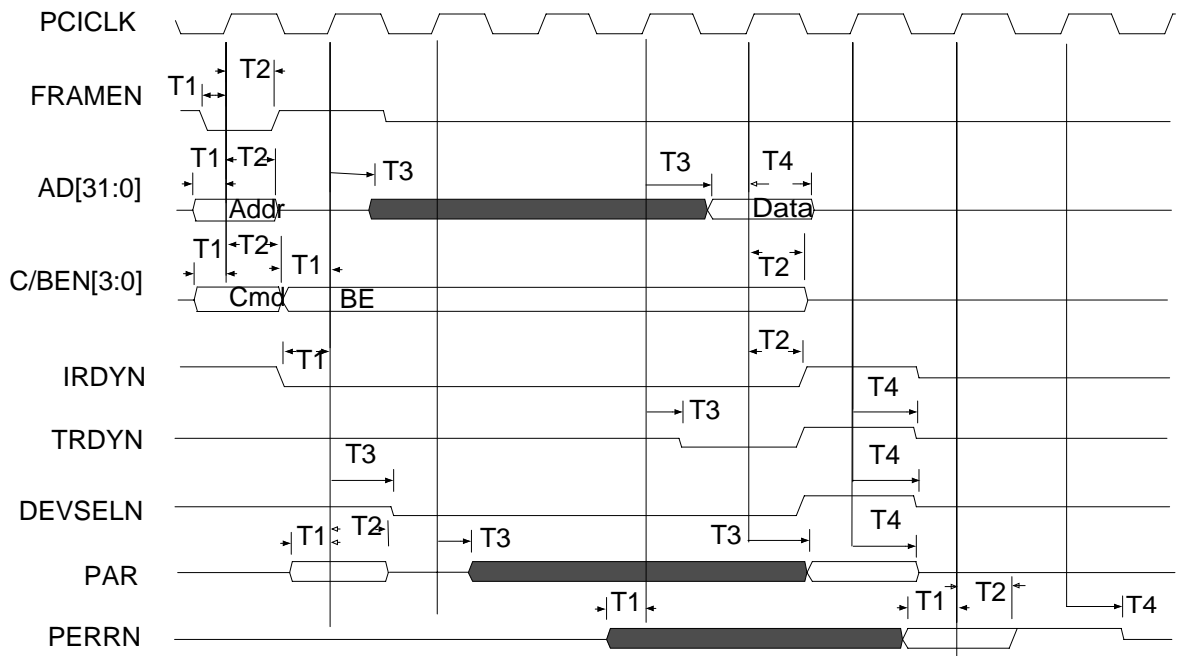 PCICLK
T1 T2
FRAMEN
T1 T2 T3 T3 T4
AD[31:0]
Addr Data
T1 T2 T1 T2
C/BEN[3:0]
Cmd BE
T1 T2
IRDYN
T4
T3
TRDYN
T3 T4
DEVSELN
T1 T2 T3 T3 T4
PAR
T1 T1 T2 T4
PERRN